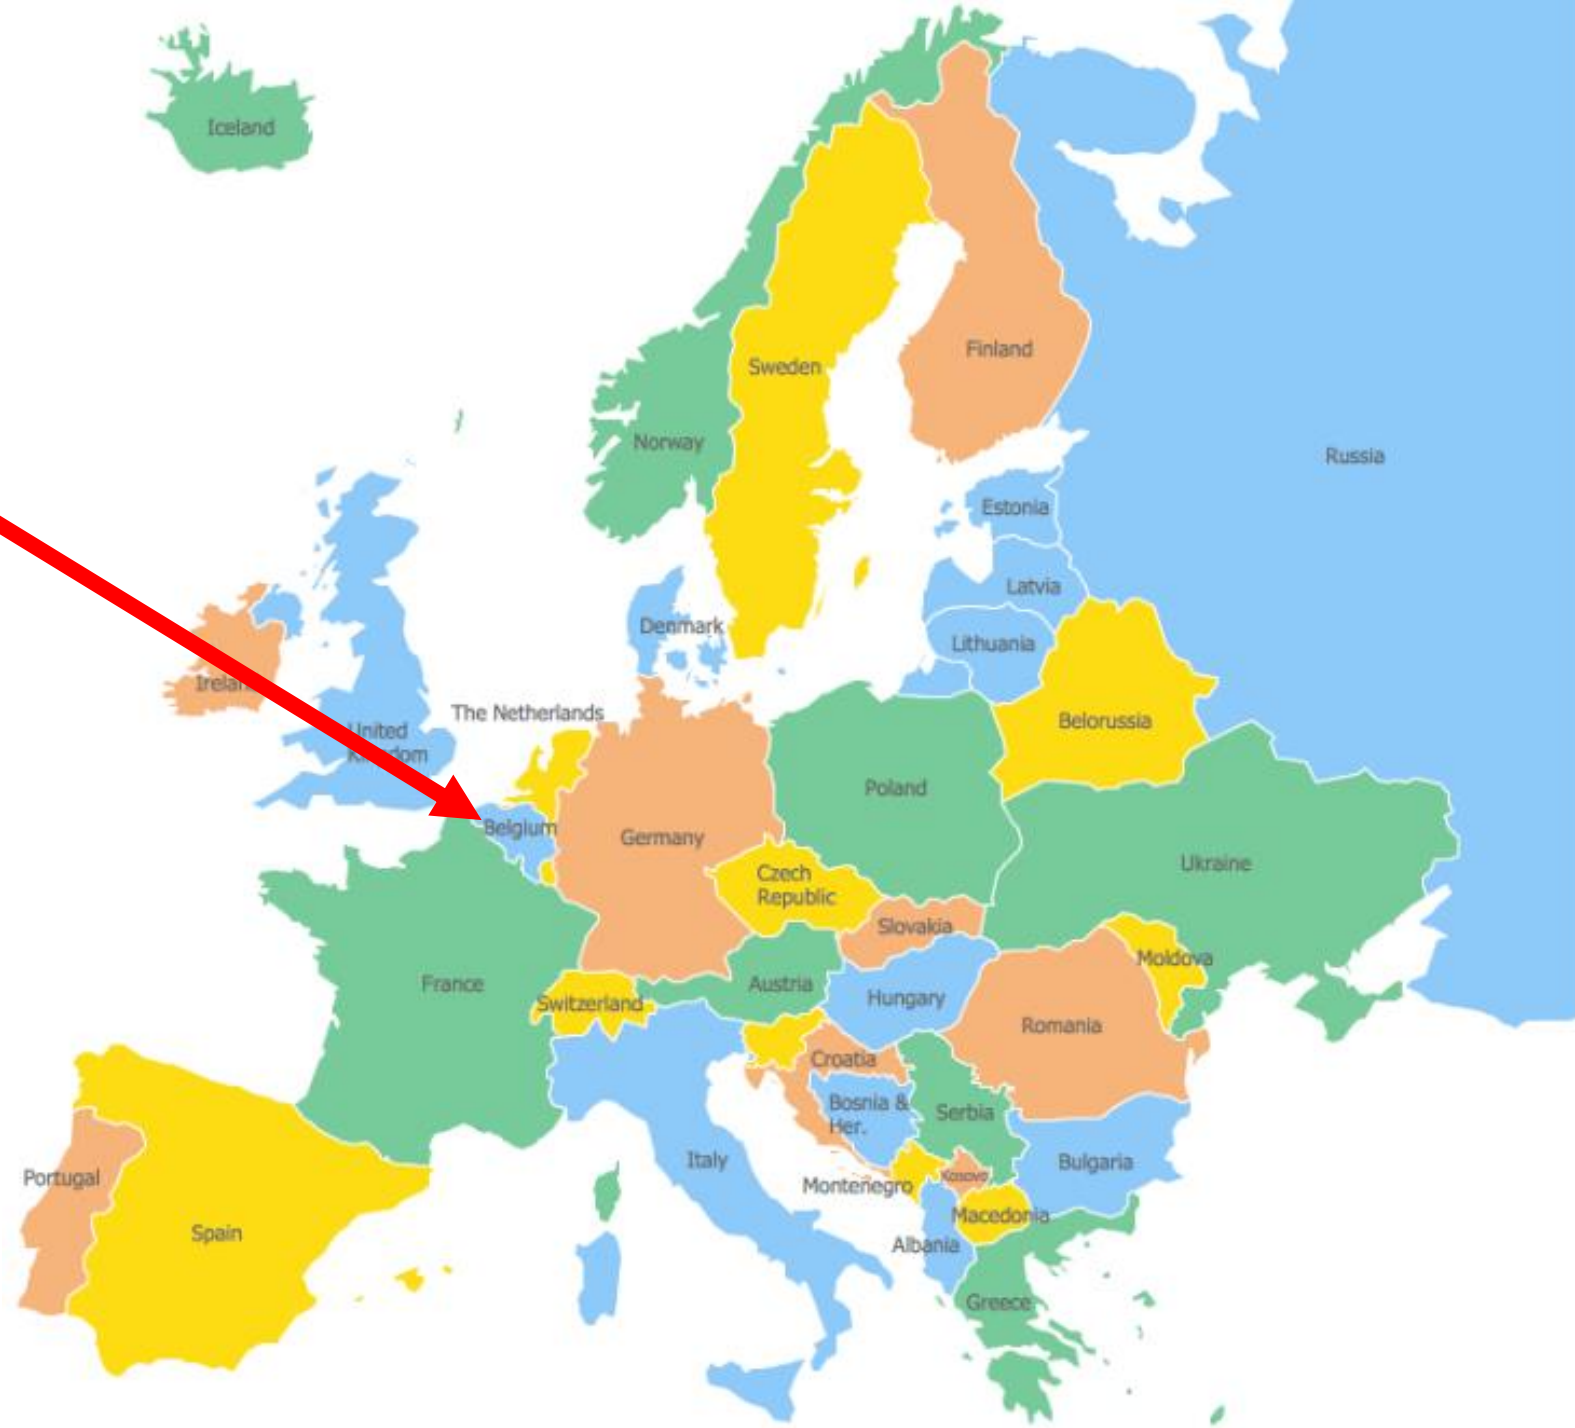 Iceland
Finland
Sweden
Norway
Russia
Estonia
Latvia
Denmark
Lithuania
Ireland
The Netherlands
United
Kingdom
Belorussia
Poland
Belgium
Germany
Ukraine
Czech
Republic
Slovakia
Moldova
France
Austria
Switzerland
Hungary
Romania
Croatia
Bosnia &
Her.
Serbia
Italy
Bulgaria
Portugal
Kosovo
Montenegro
Macedonia
Spain
Albania
Greece